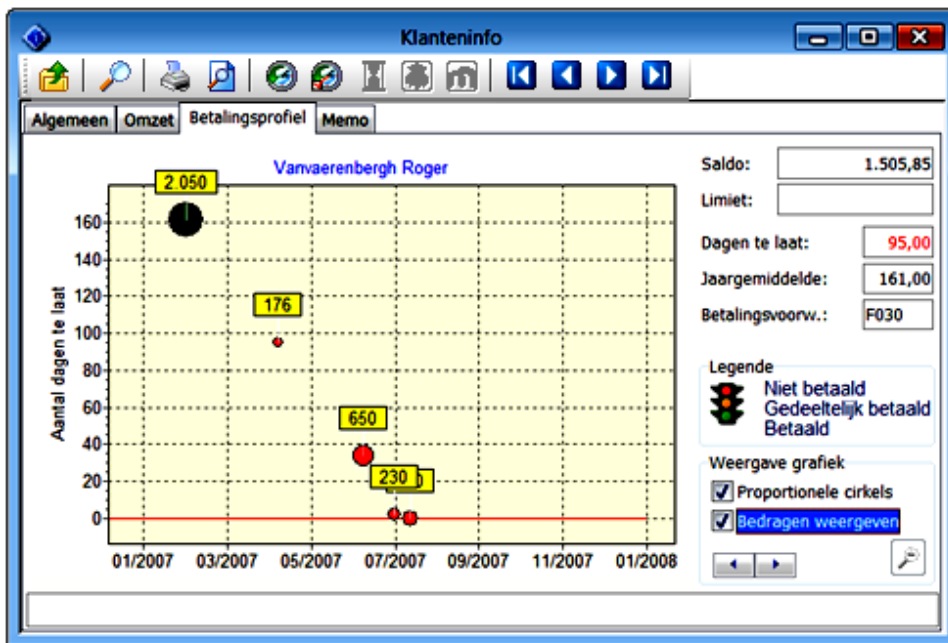 Klanteninfo
Algemeen Omzet Betalingsprofiel Memo
Vanvaerenbergh Roger
Aantal dagen te laat
160
140
120
100
80
60
40
20
0
2.050
176
650
230
01/2007 03/2007 05/2007 07/2007 09/2007 11/2007 01/2008
Saldo: 1.505,85
Limiet:
Dagen te laat: 95,00
Jaargemiddelde: 161,00
Betalingsvoorw.: F030
Legende
Niet betaald
Gedeeltelijk betaald
Betaald
Weergave grafiek
Proportionele cirkels
Bedragen weergeven